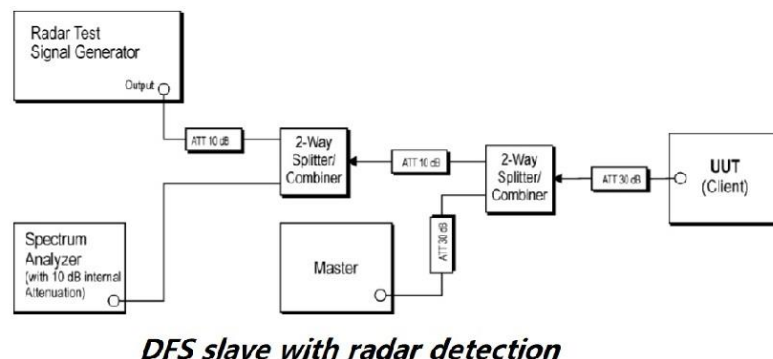 Radar Test
Signal Generator
Output
ATT 10 dB
2-Way
Splitter/
Combiner
ATT 10 dB
2-Way
Splitter/
Combiner
ATT 30 dB
UUT
(Client)
Spectrum
Analyzer
(with 10 dB internal
Attenuation)
Master
ATT 30 dB
DFS slave with radar detection